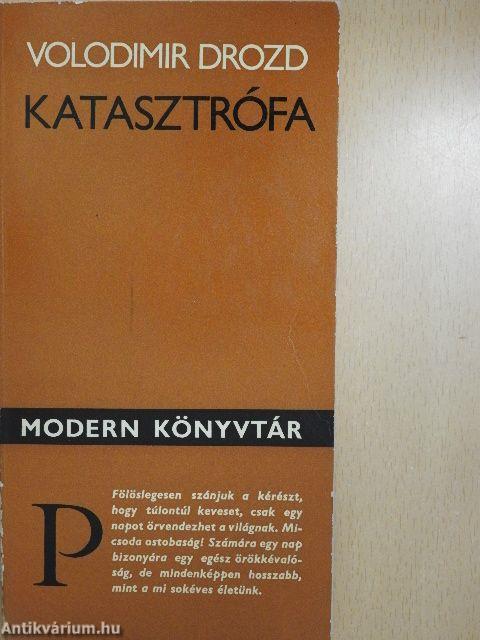 VOLODIMIR DROZD
KATASZTRÓFA
MODERN KÖNYVTÁR
P
Fölöslegesen szánjuk a kérészt,
hogy túlontúl keveset, csak egy
napot örvendezhet a világnak. Mi-
csoda ostobaság! Számára egy nap
bizonyára egy egész örökkévaló-
ság, de mindenképpen hosszabb,
mint a mi sokéves életünk.
Antikvárium.hu